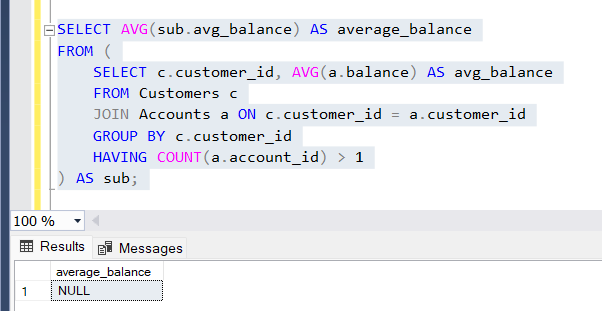 SELECT AVG(sub.avg_balance) AS average_balance
FROM (
SELECT c.customer_id, AVG(a.balance) AS avg_balance
FROM Customers c
JOIN Accounts a ON c.customer_id = a.customer_id
GROUP BY c.customer_id
HAVING COUNT(a.account_id) > 1
) AS sub;
100 %
Results Messages
average_balance
1 NULL